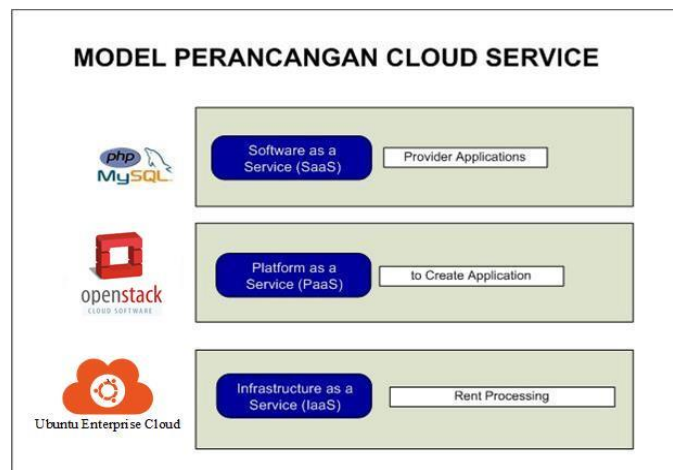 MODEL PERANCANGAN CLOUD SERVICE
php
MySQL
Software as a
Service (SaaS)
Provider Applications
openstack
CLOUD SOFTWARE
Platform as a
Service (PaaS)
to Create Application
Ubuntu Enterprise Cloud
Infrastructure as a
Service (IaaS)
Rent Processing